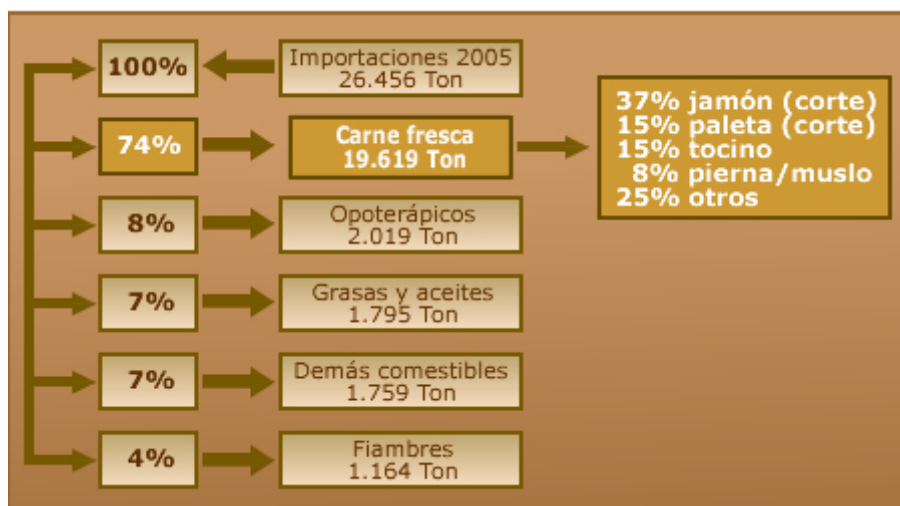 100%
Importaciones 2005
26.456 Ton
74%
Carne fresca
19.619 Ton
37% jamón (corte)
15% paleta (corte)
15% tocino
8% pierna/muslo
25% otros
8%
Opoterápicos
2.019 Ton
7%
Grasas y aceites
1.795 Ton
7%
Demás comestibles
1.759 Ton
4%
Fiambres
1.164 Ton